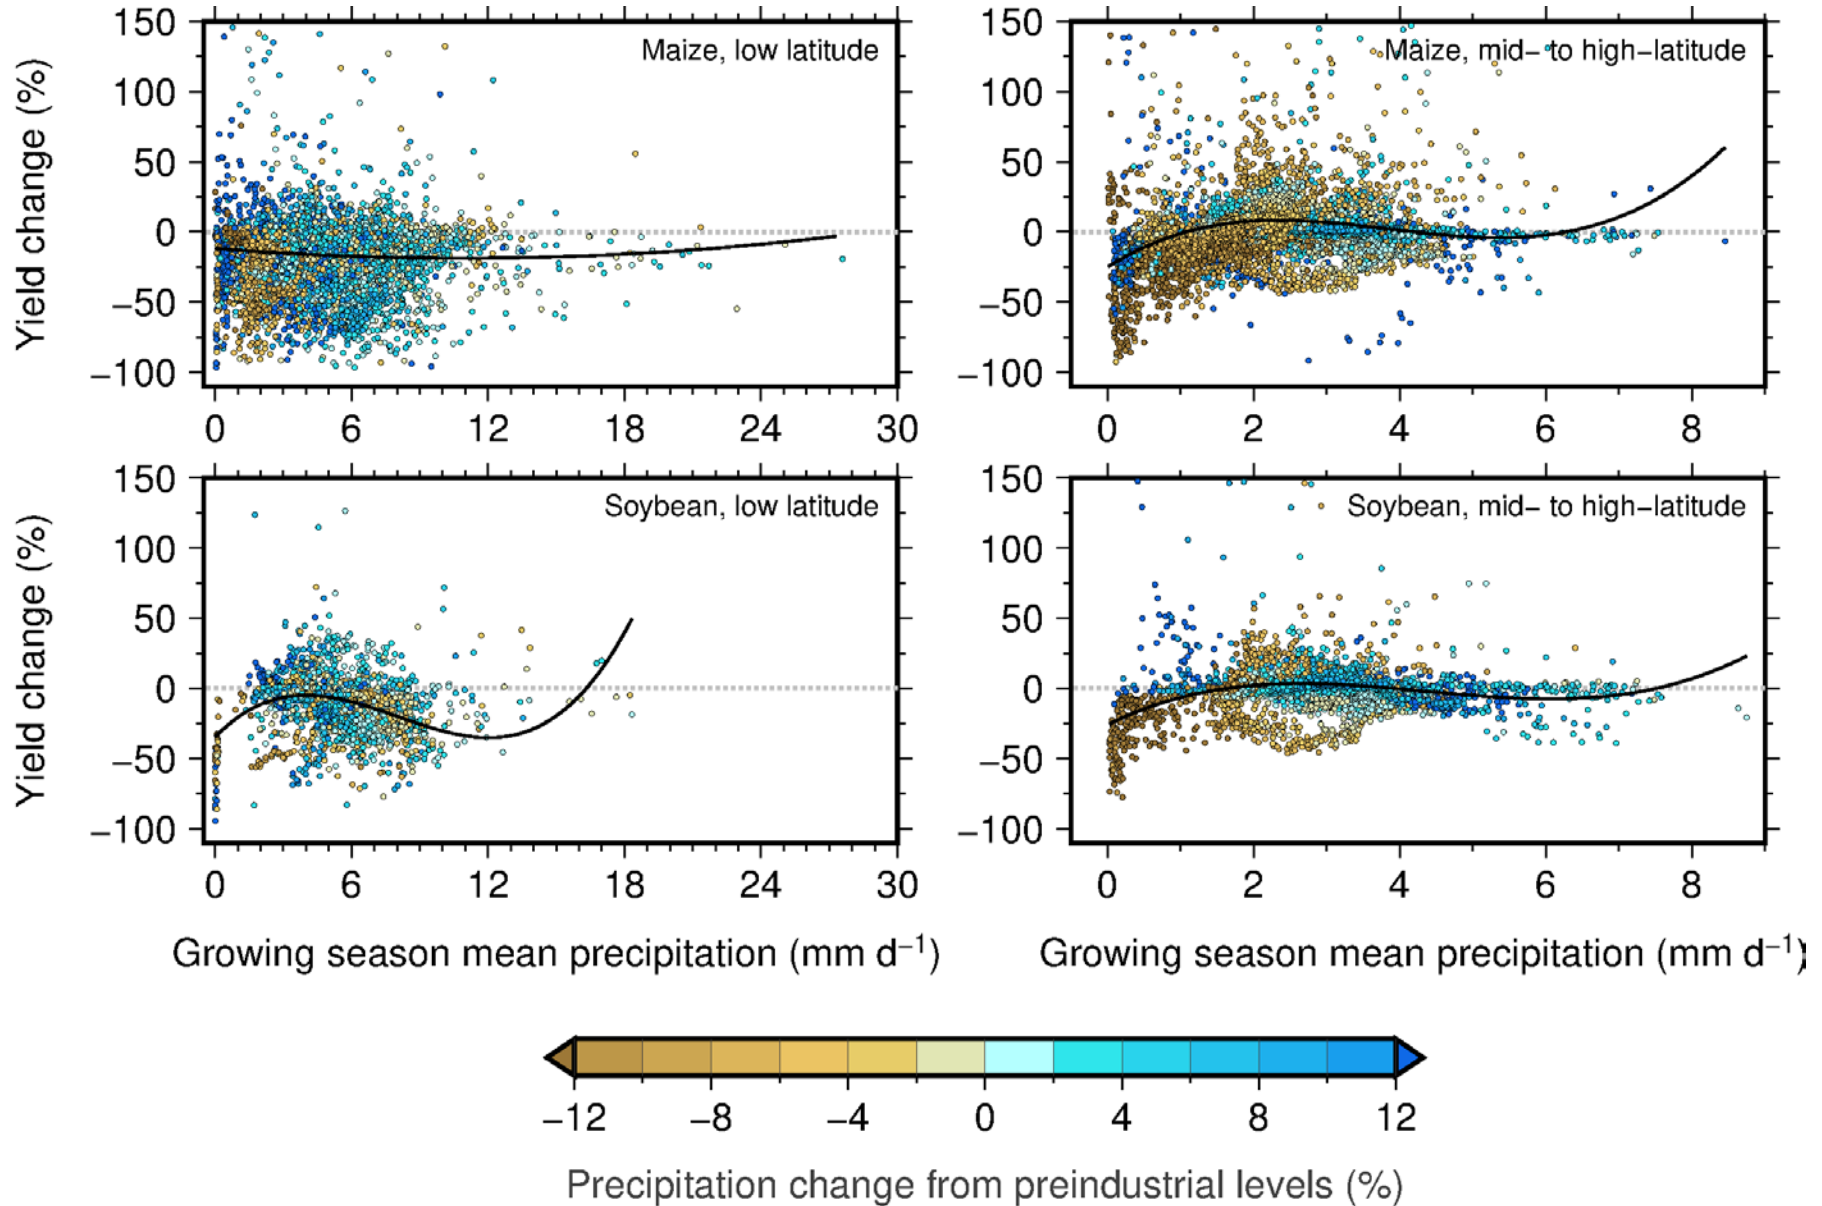 150
100
50
0
−50
−100
Yield change (%)
Maize, low latitude
0 6 12 18 24 30
150
100
50
0
−50
−100
Maize, mid− to high−latitude
0 2 4 6 8
150
100
50
0
−50
−100
Yield change (%)
Soybean, low latitude
0 6 12 18 24 30
Growing season mean precipitation (mm d⁻¹)
150
100
50
0
−50
−100
Soybean, mid− to high−latitude
0 2 4 6 8
Growing season mean precipitation (mm d⁻¹)
−12 −8 −4 0 4 8 12
Precipitation change from preindustrial levels (%)